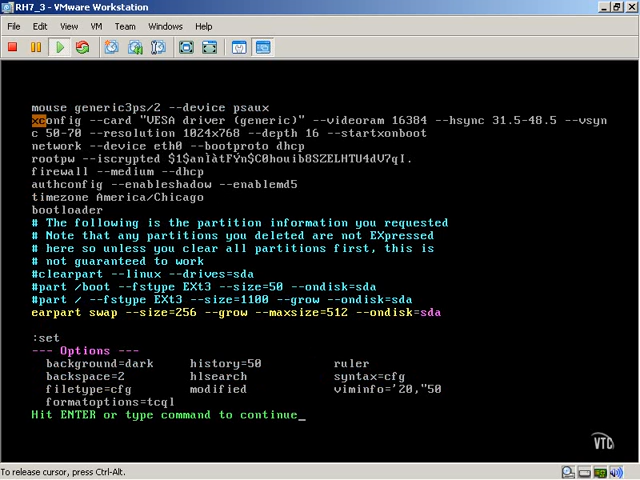 RH7_3 - VMware Workstation
File Edit View VM Team Windows Help
mouse generic3ps/2 --device psaux
xconfig --card "VESA driver (generic)" --videoram 16384 --hsync 31.5-48.5 --vsyn
c 50-70 --resolution 1024x768 --depth 16 --startxonboot
network --device eth0 --bootproto dhcp
rootpw --iscrypted
firewall --medium --dhcp
authconfig --enableshadow --enablemd5
timezone America/Chicago
bootloader
# The following is the partition information you requested
# Note that any partitions you deleted are not EXpressed
# here so unless you clear all partitions first, this is
# not guaranteed to work
#clearpart --linux --drives=sda
#part /boot --fstype EXt3 --size=50 --ondisk=sda
#part / --fstype EXt3 --size=1100 --grow --ondisk=sda
earpart swap --size=256 --grow --maxsize=512 --ondisk=sda
:set
--- Options ---
background=dark history=50 ruler
backspace=2 hlsearch syntax=cfg
filetype=cfg modified viminfo='20,"50
formatoptions=tcql
Hit ENTER or type command to continue_
VTC
To release cursor, press Ctrl-Alt.